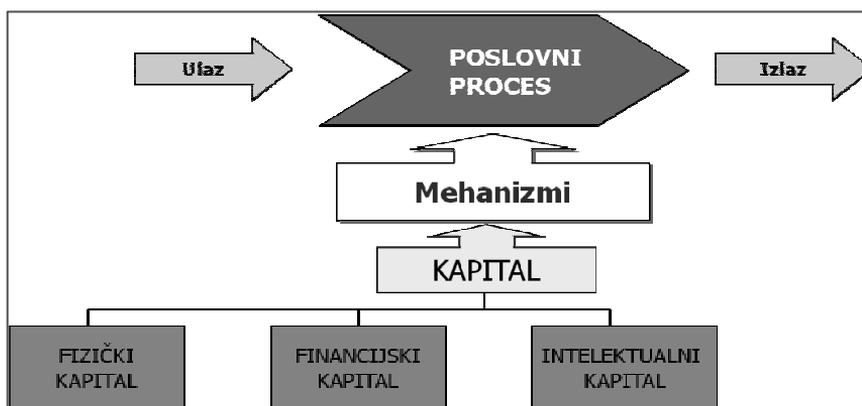 Ulaz
POSLOVNI
PROCES
Izlaz
Mehanizmi
KAPITAL
FIZIČKI
KAPITAL
FINANCIJSKI
KAPITAL
INTELEKTUALNI
KAPITAL